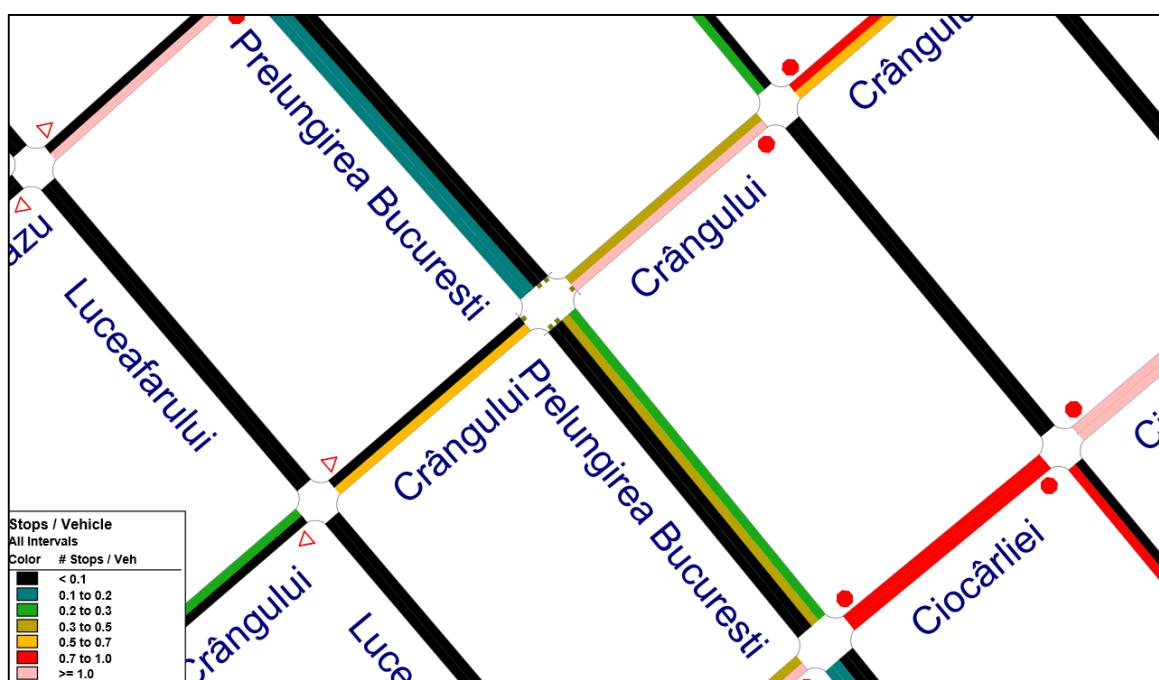 Prelungirea Bucuresti
Crângului
azu
Luceafarului
Crângului
Crângului
Prelungirea Bucuresti
Ciocârliei
Crângului
Stops / Vehicle
All Intervals
Color # Stops / Veh
< 0.1
0.1 to 0.2
0.2 to 0.3
0.3 to 0.5
0.5 to 0.7
0.7 to 1.0
>= 1.0